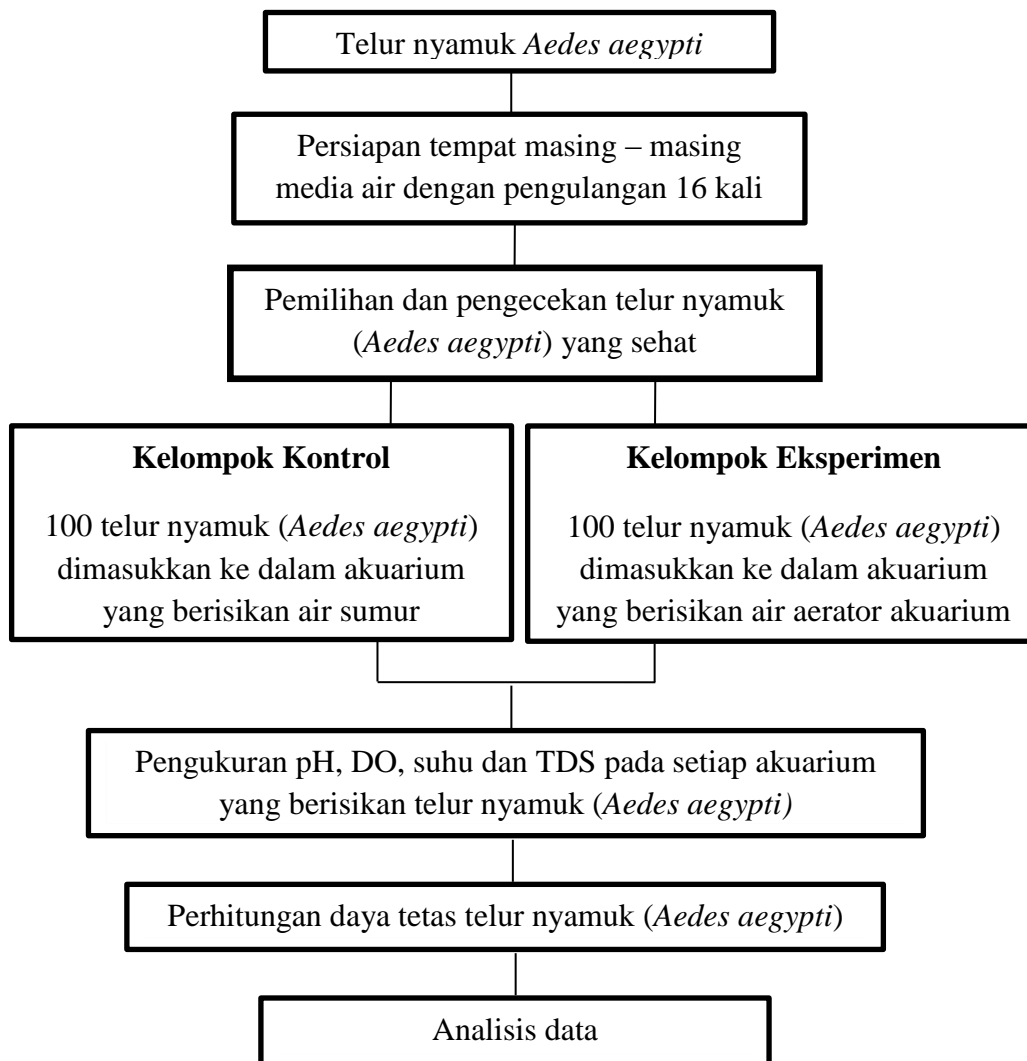 Telur nyamuk Aedes aegypti
Persiapan tempat masing – masing
media air dengan pengulangan 16 kali
Pemilihan dan pengecekan telur nyamuk
(Aedes aegypti) yang sehat
Kelompok Kontrol
100 telur nyamuk (Aedes aegypti)
dimasukkan ke dalam akuarium
yang berisikan air sumur
Kelompok Eksperimen
100 telur nyamuk (Aedes aegypti)
dimasukkan ke dalam akuarium
yang berisikan air aerator akuarium
Pengukuran pH, DO, suhu dan TDS pada setiap akuarium
yang berisikan telur nyamuk (Aedes aegypti)
Perhitungan daya tetas telur nyamuk (Aedes aegypti)
Analisis data